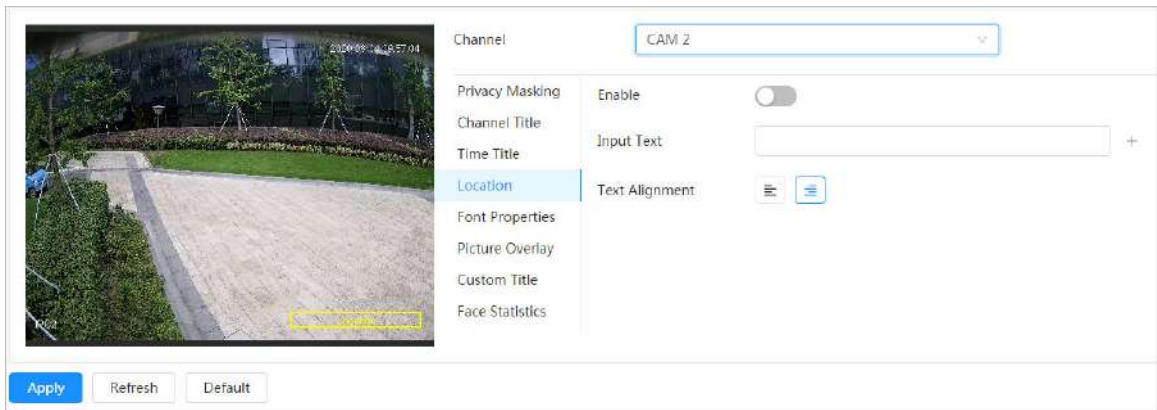 Channel
CAM 2
Privacy Masking
Channel Title
Time Title
Location
Font Properties
Picture Overlay
Custom Title
Face Statistics
Enable
Input Text
Text Alignment
Apply
Refresh
Default